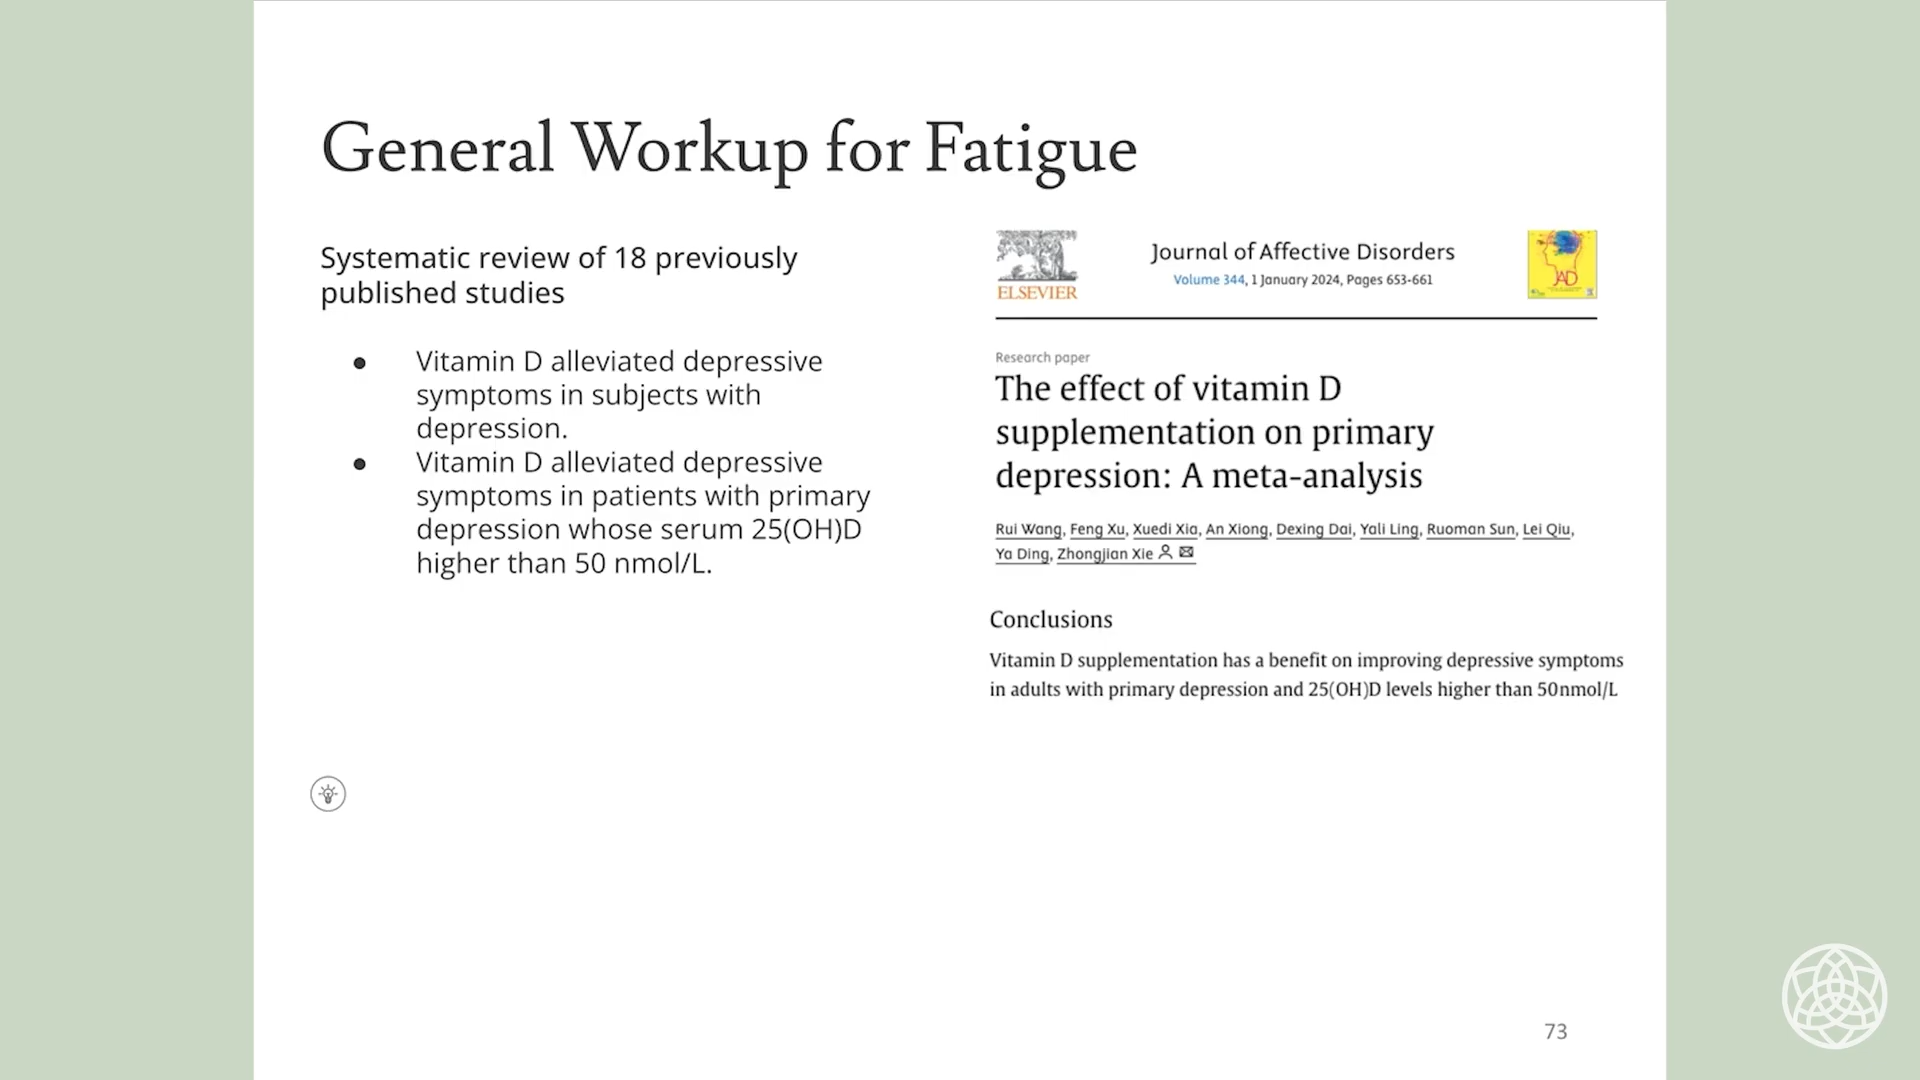 General Workup for Fatigue
Systematic review of 18 previously
published studies
● Vitamin D alleviated depressive
symptoms in subjects with
depression.
● Vitamin D alleviated depressive
symptoms in patients with primary
depression whose serum 25(OH)D
higher than 50 nmol/L.
ELSEVIER
Journal of Affective Disorders
Volume 344, 1 January 2024, Pages 653-661
JAD
Research paper
The effect of vitamin D
supplementation on primary
depression: A meta-analysis
Rui Wang, Feng Xu, Xuedi Xia, An Xiong, Dexing Dai, Yali Ling, Ruoman Sun, Lei Qiu,
Ya Ding, Zhongjian Xie
Conclusions
Vitamin D supplementation has a benefit on improving depressive symptoms
in adults with primary depression and 25(OH)D levels higher than 50nmol/L
73